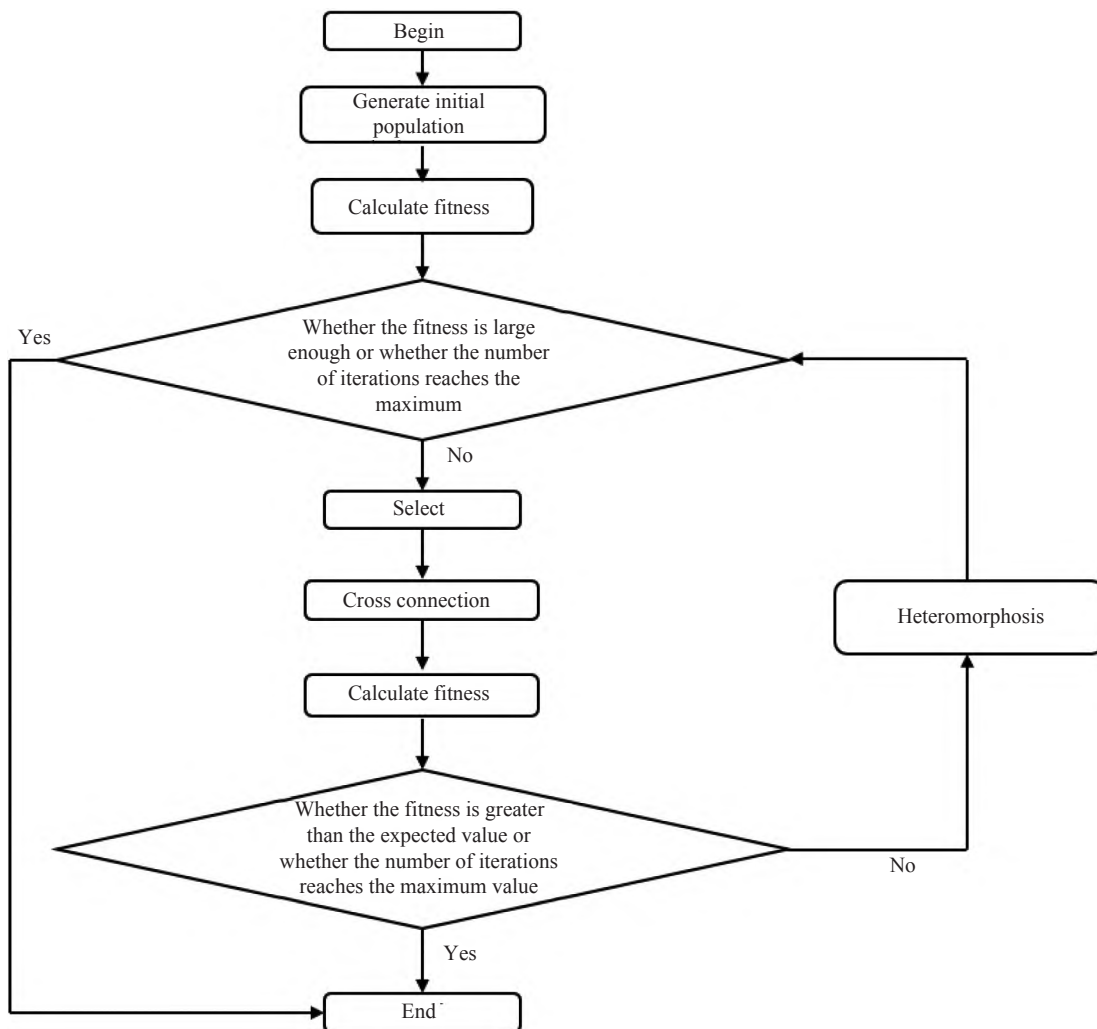 Begin
Generate initial
population
Calculate fitness
Yes
Whether the fitness is large
enough or whether the number
of iterations reaches the
maximum
No
Select
Cross connection
Heteromorphosis
Calculate fitness
Whether the fitness is greater
than the expected value or
whether the number of iterrations
reaches the maximum value
No
Yes
End